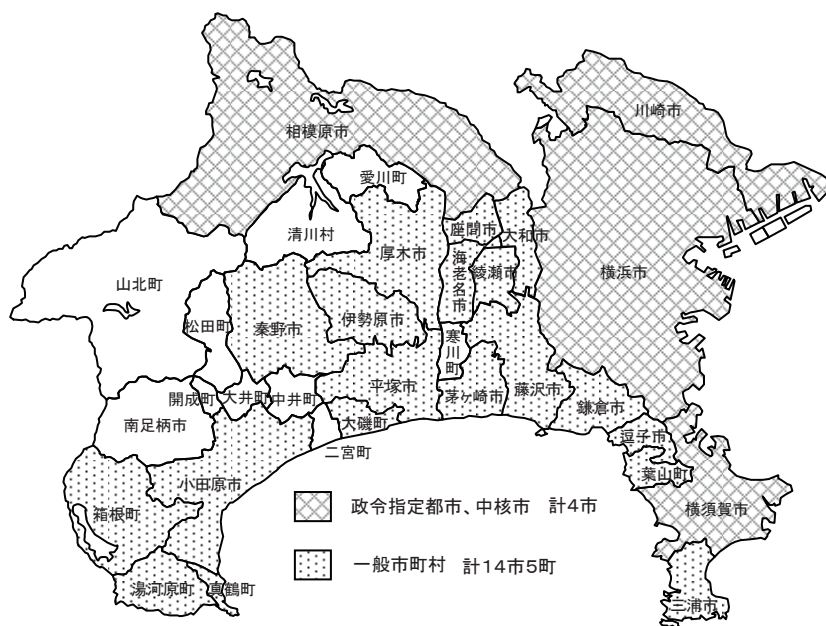 川崎市
相模原市
愛川町
清川村
座間市
大和市
厚木市
海老名市
綾瀬市
横浜市
山北町
松田町
秦野市
伊勢原市
寒川町
開成町
大井町
中井町
平塚市
茅ヶ崎市
藤沢市
鎌倉市
南足柄市
大磯町
二宮町
逗子市
葉山町
小田原市
箱根町
横須賀市
湯河原町
真鶴町
三浦市
政令指定都市、中核市 計4市
一般市町村 計14市5町